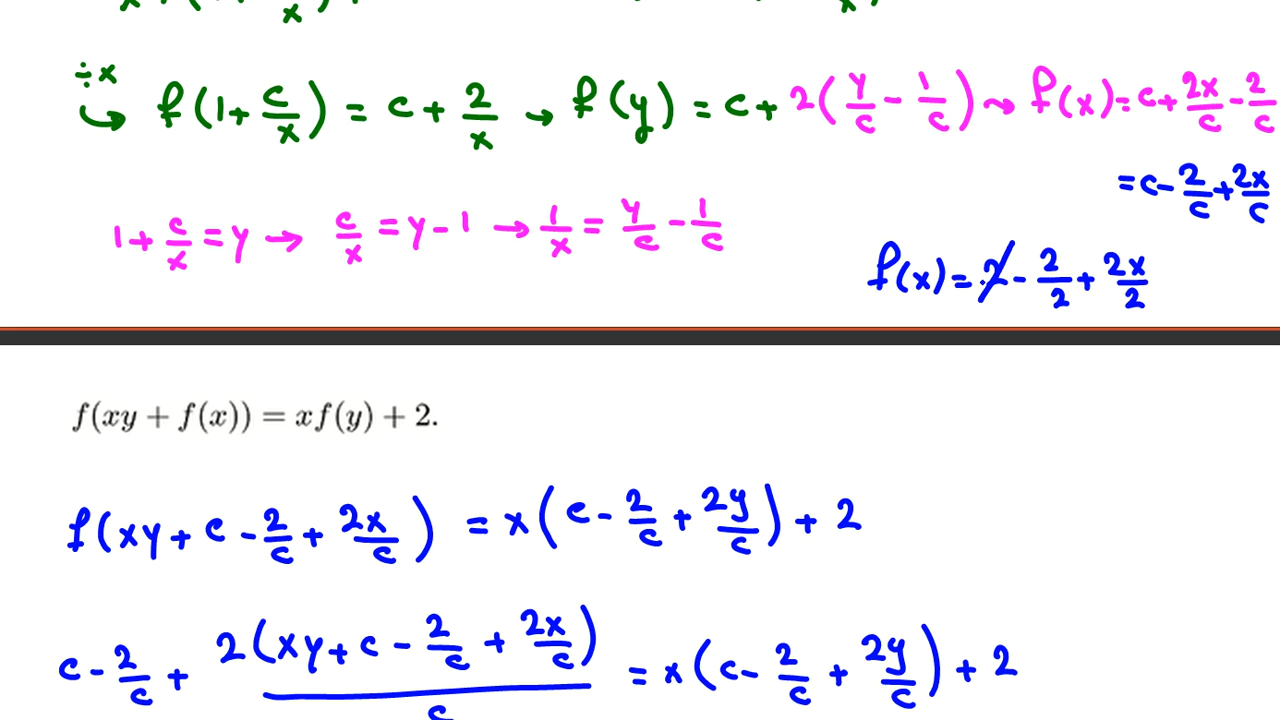 ÷x
↳ f(1+c/x) = c+2/x → f(y) = c+2(y/c - 1/c) ⇝ f(x)=c+2x/c-2/c
=c-2/c+2x/c
1+c/x=y → c/x=y-1 → 1/x=y/c-1/c
f(x)=2-2/2+2x/2
f(xy + f(x)) = xf(y) + 2.
f(xy+c-2/c+2x/c) = x(c-2/c+2y/c)+2
c-2/c+2(xy+c-2/c+2x/c)/c = x(c-2/c+2y/c)+2